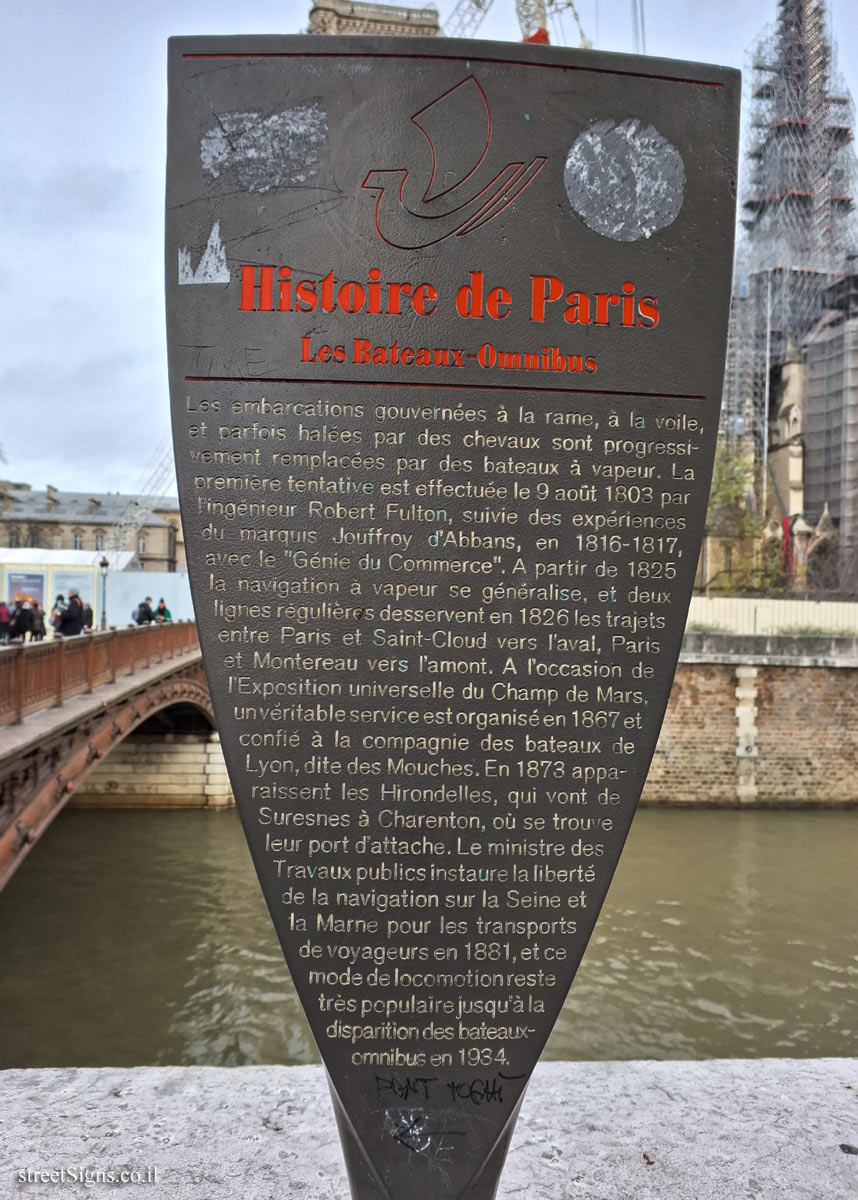 Histoire de Paris
Les Bateaux-Omnibus
TIME
Les embarcations gouvernées à la rame, à la voile,
et parfois halées par des chevaux sont progressi-
vement remplacées par des bateaux à vapeur. La
première tentative est effectuée le 9 août 1803 par
l'ingénieur Robert Fulton, suivie des expériences
du marquis Jouffroy d'Abbans, en 1816-1817,
avec le "Génie du Commerce". A partir de 1825
la navigation à vapeur se généralise, et deux
lignes régulières desservent en 1826 les trajets
entre Paris et Saint-Cloud vers l'aval, Paris
et Montereau vers l'amont. A l'occasion de
l'Exposition universelle du Champ de Mars,
un véritable service est organisé en 1867 et
confié à la compagnie des bateaux de
Lyon, dite des Mouches. En 1873 appa-
raissent les Hirondelles, qui vont de
Suresnes à Charenton, où se trouve
leur port d'attache. Le ministre des
Travaux publics instaure la liberté
de la navigation sur la Seine et
la Marne pour les transports
de voyageurs en 1881, et ce
mode de locomotion reste
très populaire jusqu'à la
disparition des bateaux-
omnibus en 1934.
streetSigns.co.il